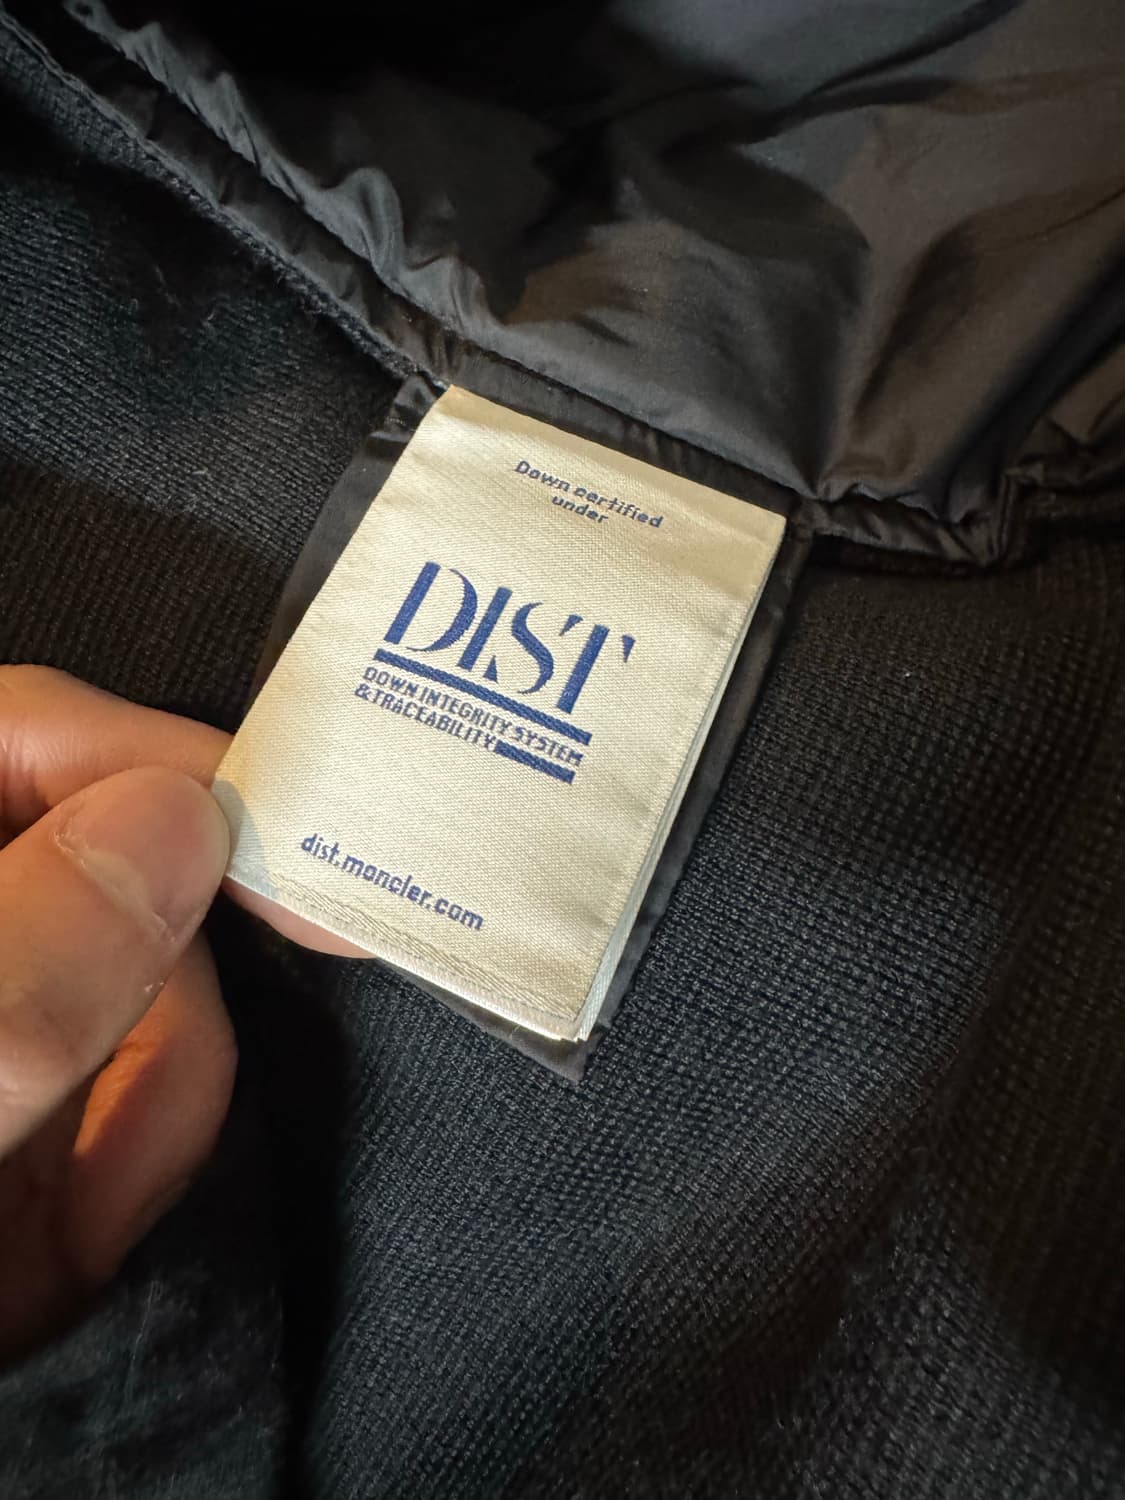 Down certified
under
DIST
DOWN INTEGRITY SYSTEM
&TRACEABILITY
dist.moncler.com